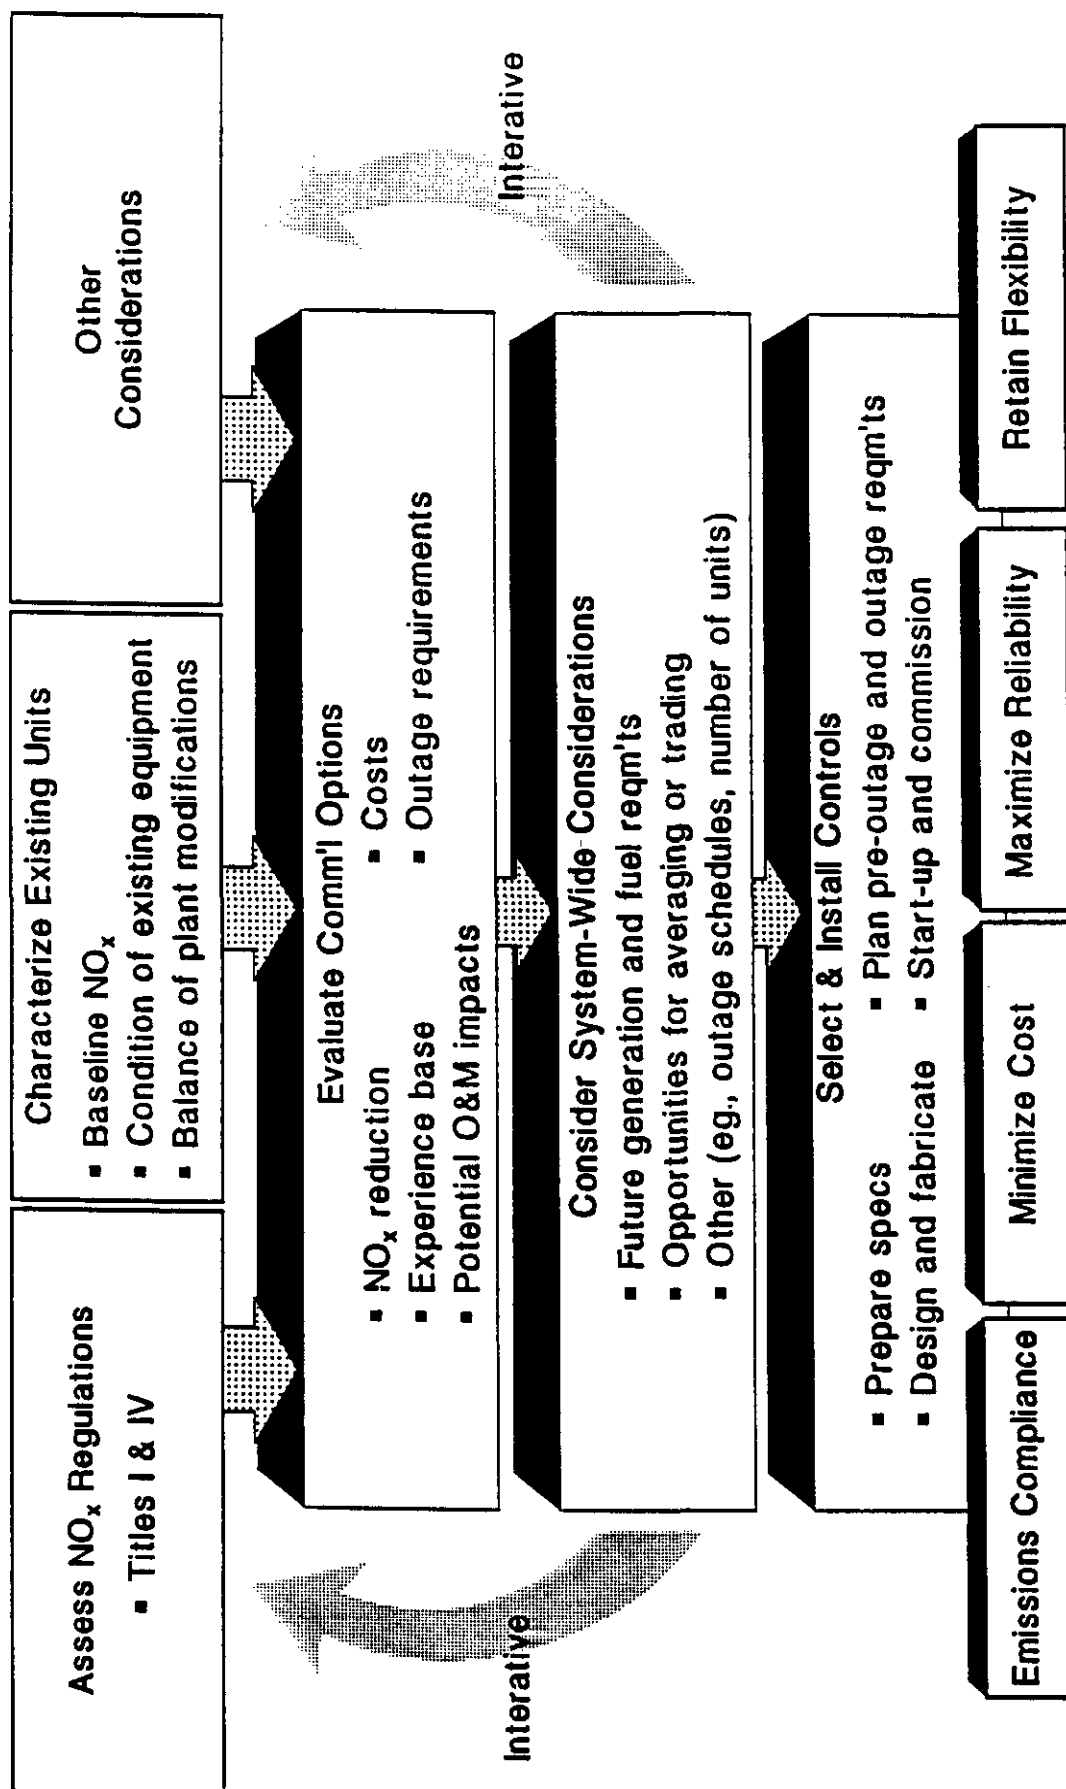 Assess NOx Regulations
▪ Titles I & IV
Characterize Existing Units
▪ Baseline NOx
▪ Condition of existing equipment
▪ Balance of plant modifications
Other
Considerations
Evaluate Comm'l Options
▪ NOx reduction
▪ Experience base
▪ Potential O&M impacts
▪ Costs
▪ Outage requirements
Consider System-Wide Considerations
▪ Future generation and fuel reqm'ts
▪ Opportunities for averaging or trading
▪ Other (eg., outage schedules, number of units)
Interative
Interative
Select & Install Controls
▪ Prepare specs
▪ Design and fabricate
▪ Plan pre-outage and outage reqm'ts
▪ Start-up and commission
Emissions Compliance
Minimize Cost
Maximize Reliability
Retain Flexibility